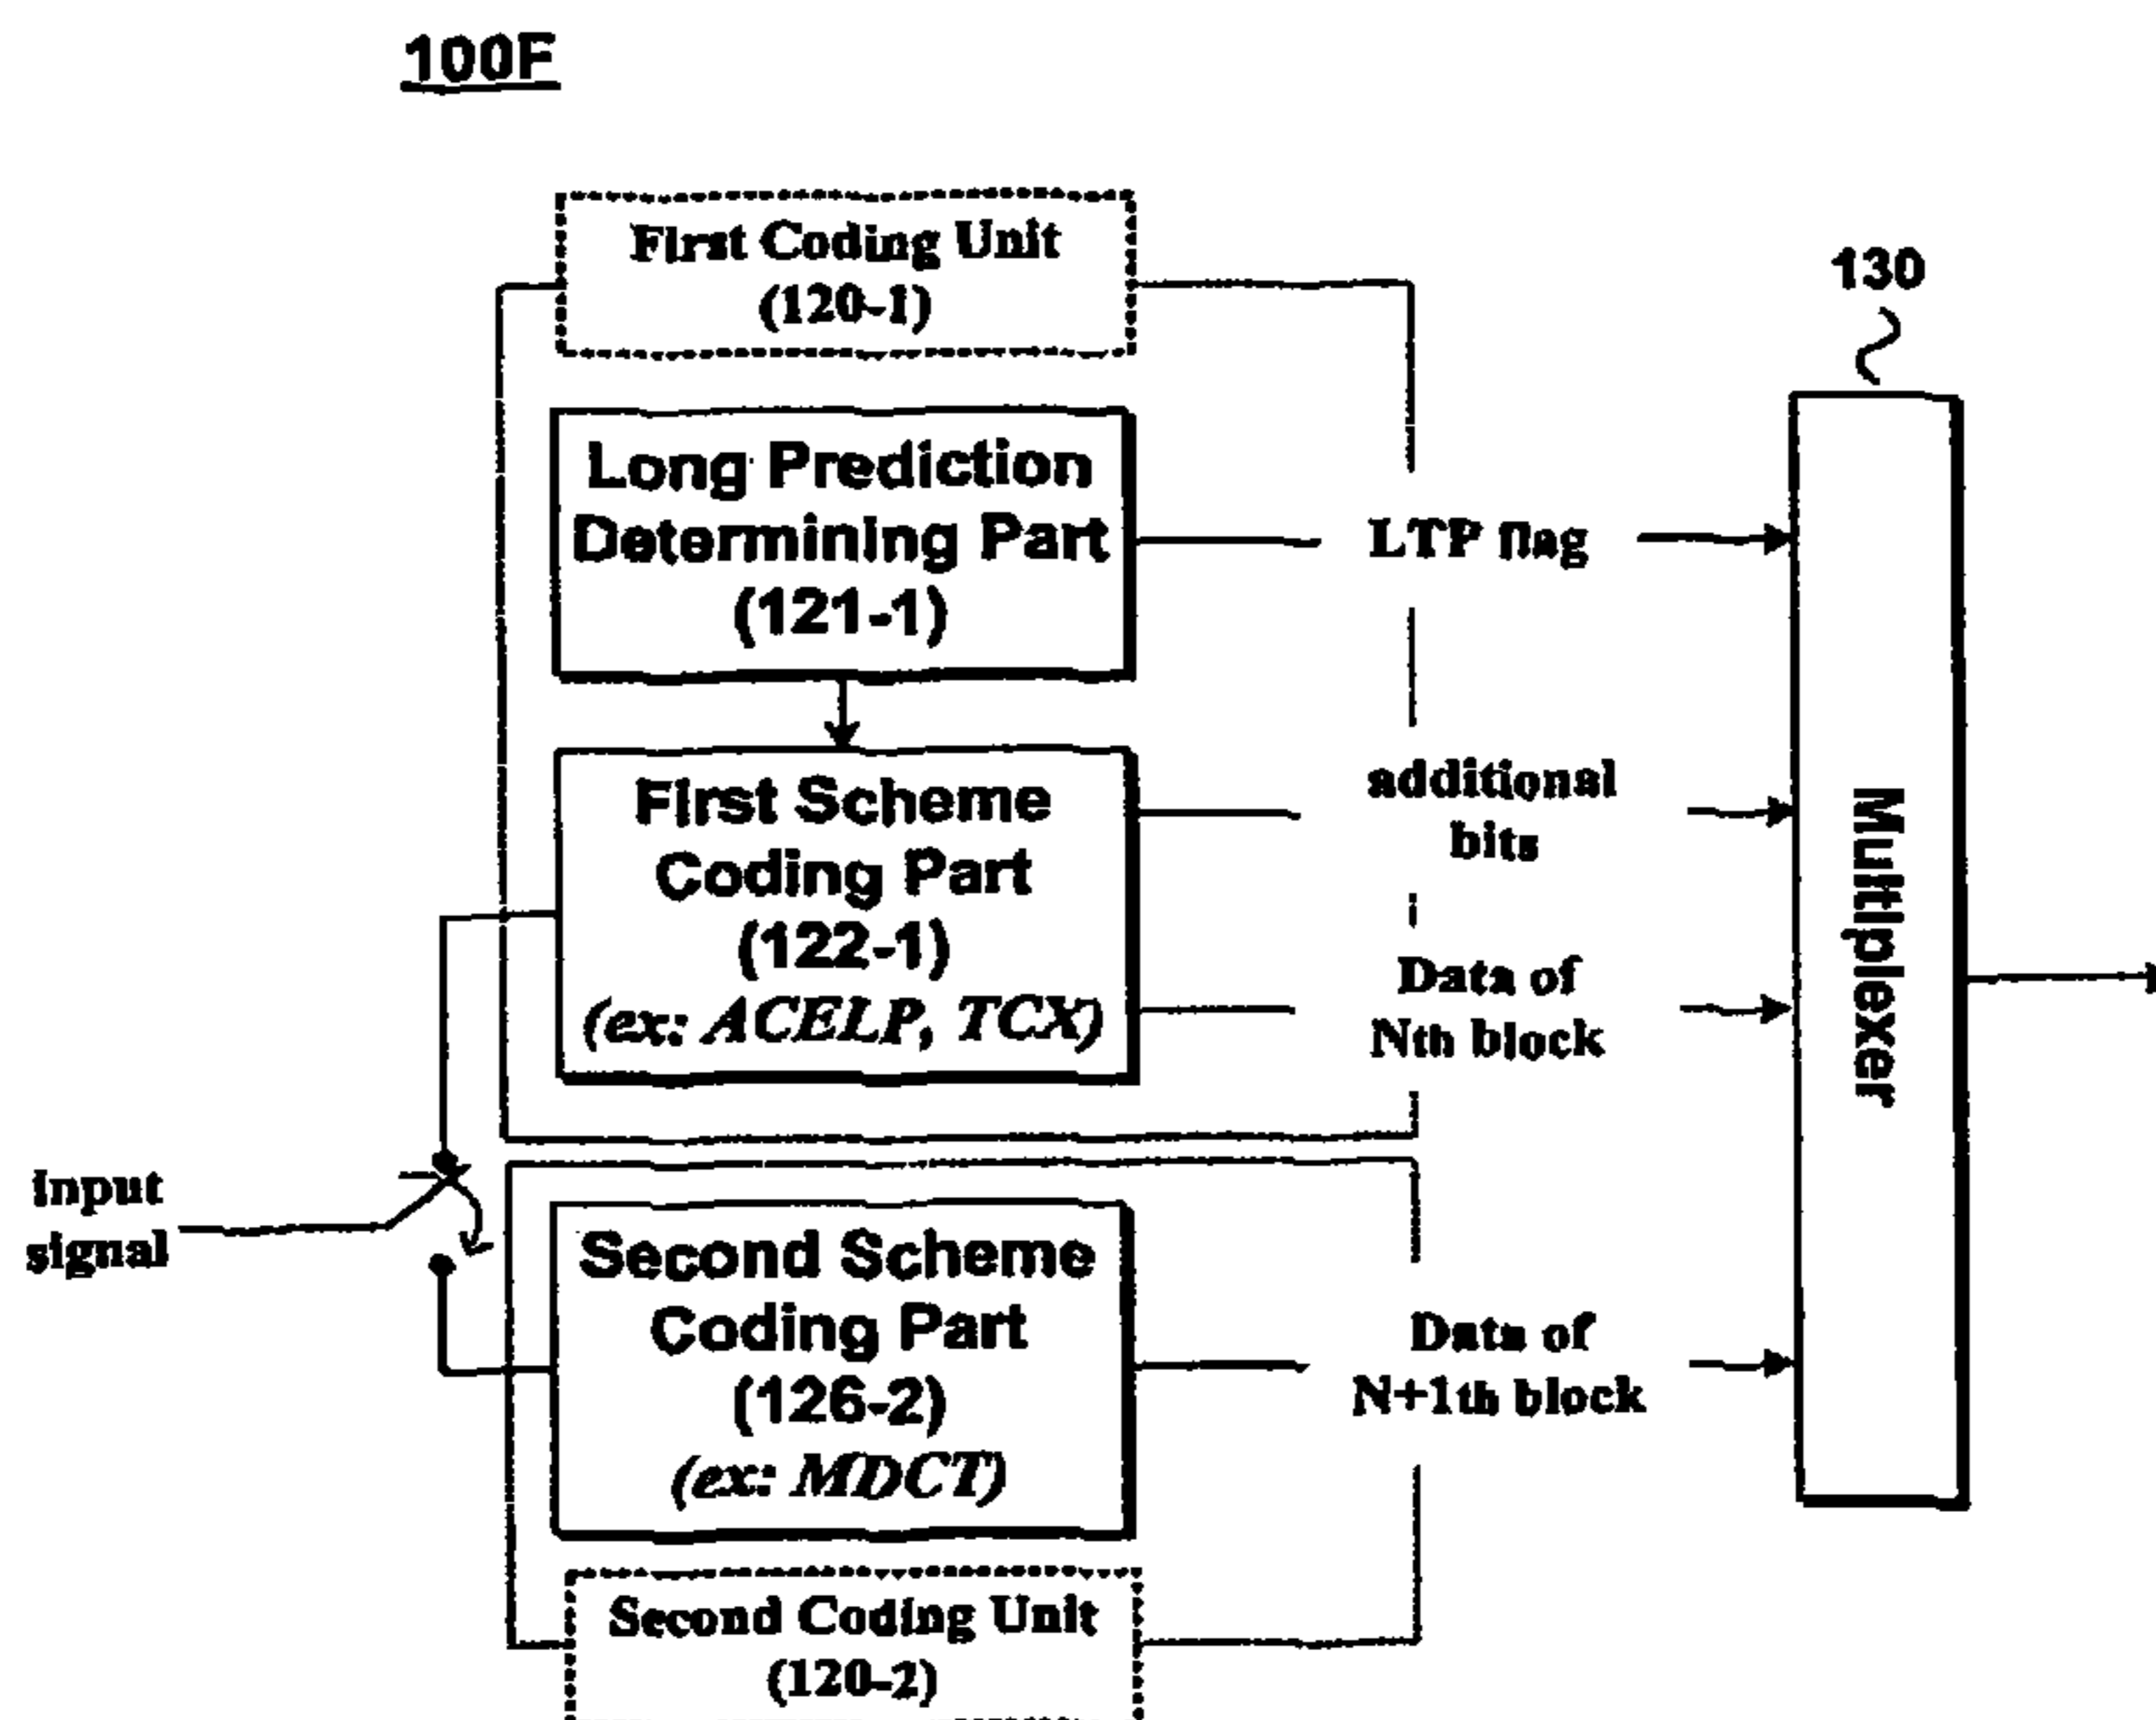 100F
First Coding Unit
(120-1)
130
Long Prediction
Determining Part
(121-1)
LTP flag
First Scheme
Coding Part
(122-1)
(ex: ACELP, TCX)
additional
bits
Data of
Nth block
Multiplexer
Input
signal
Second Scheme
Coding Part
(126-2)
(ex: MDCT)
Data of
N+1th block
Second Coding Unit
(120-2)